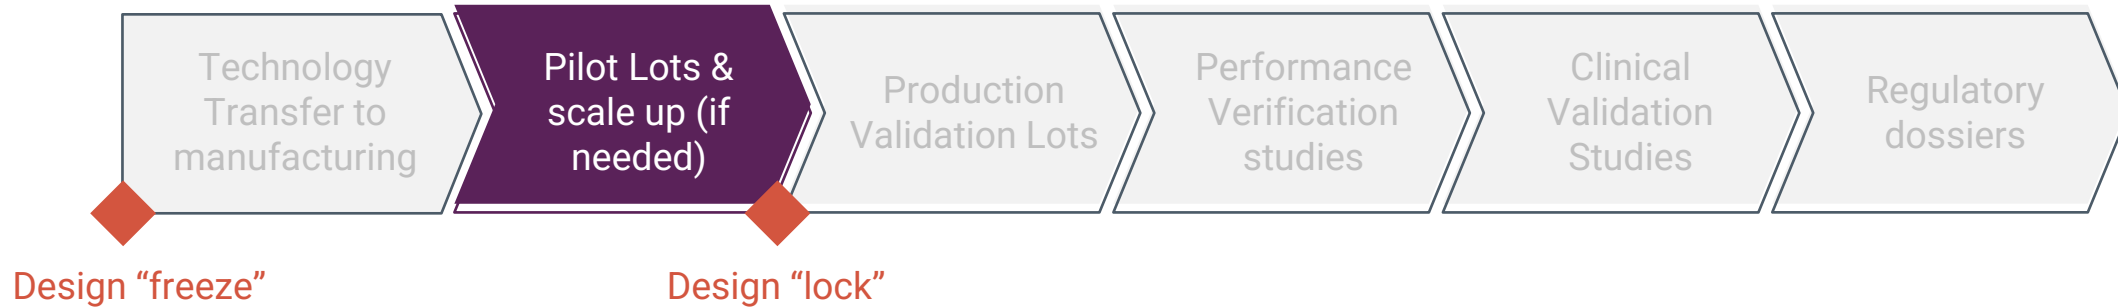 Technology
Transfer to
manufacturing
Pilot Lots &
scale up (if
needed)
Production
Validation Lots
Performance
Verification
studies
Clinical
Validation
Studies
Regulatory
dossiers
Design “freeze”
Design “lock”